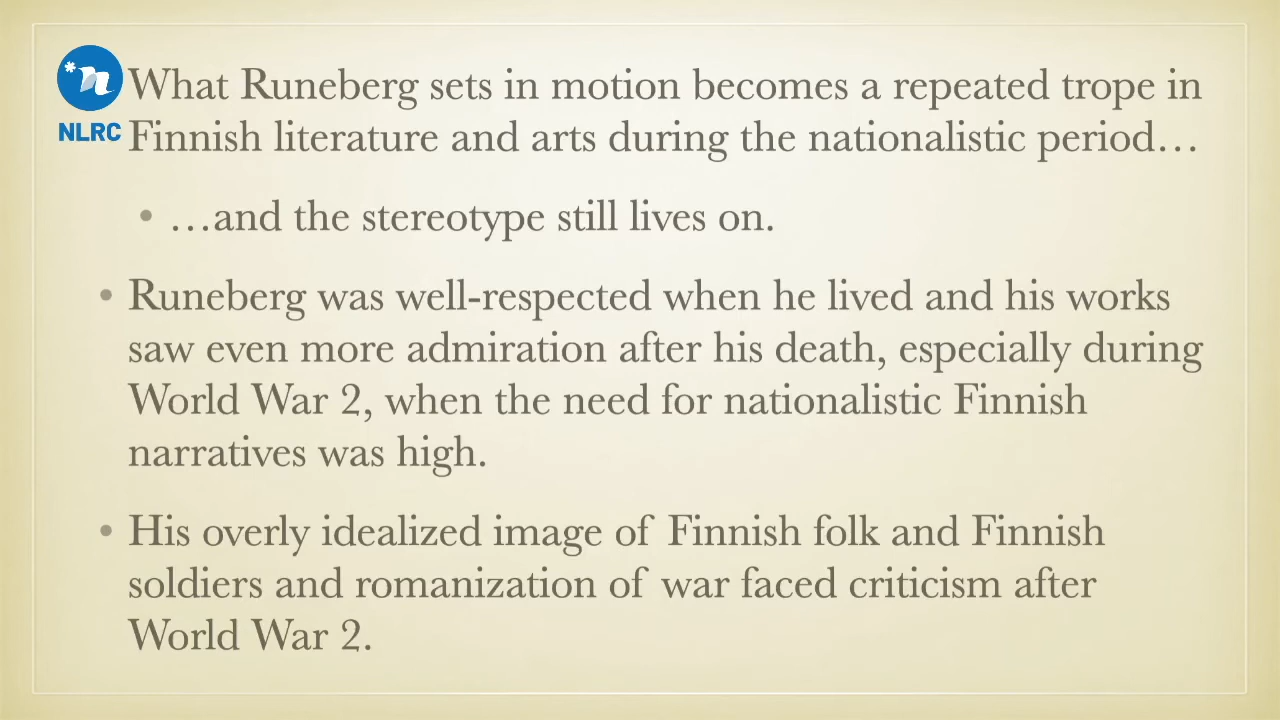 What Runeberg sets in motion becomes a repeated trope in
NLRC
Finnish literature and arts during the nationalistic period…
• …and the stereotype still lives on.
• Runeberg was well-respected when he lived and his works
saw even more admiration after his death, especially during
World War 2, when the need for nationalistic Finnish
narratives was high.
• His overly idealized image of Finnish folk and Finnish
soldiers and romanization of war faced criticism after
World War 2.